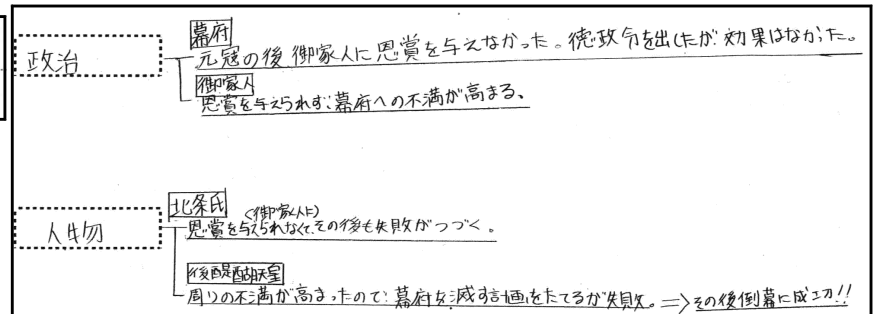 政治
幕府
元寇の後御家人に恩賞を与えなかった。徳政令を出したが効果はなかった。
御家人
恩賞を与えられず、幕府への不満が高まる、
人物
北条氏
(御家人に)
恩賞を与えられなくて、その後も失敗がつづく。
後醍醐天皇
周りの不満が高まったので、幕府を滅す計画をたてるが失敗。⇒その後倒幕に成功!!